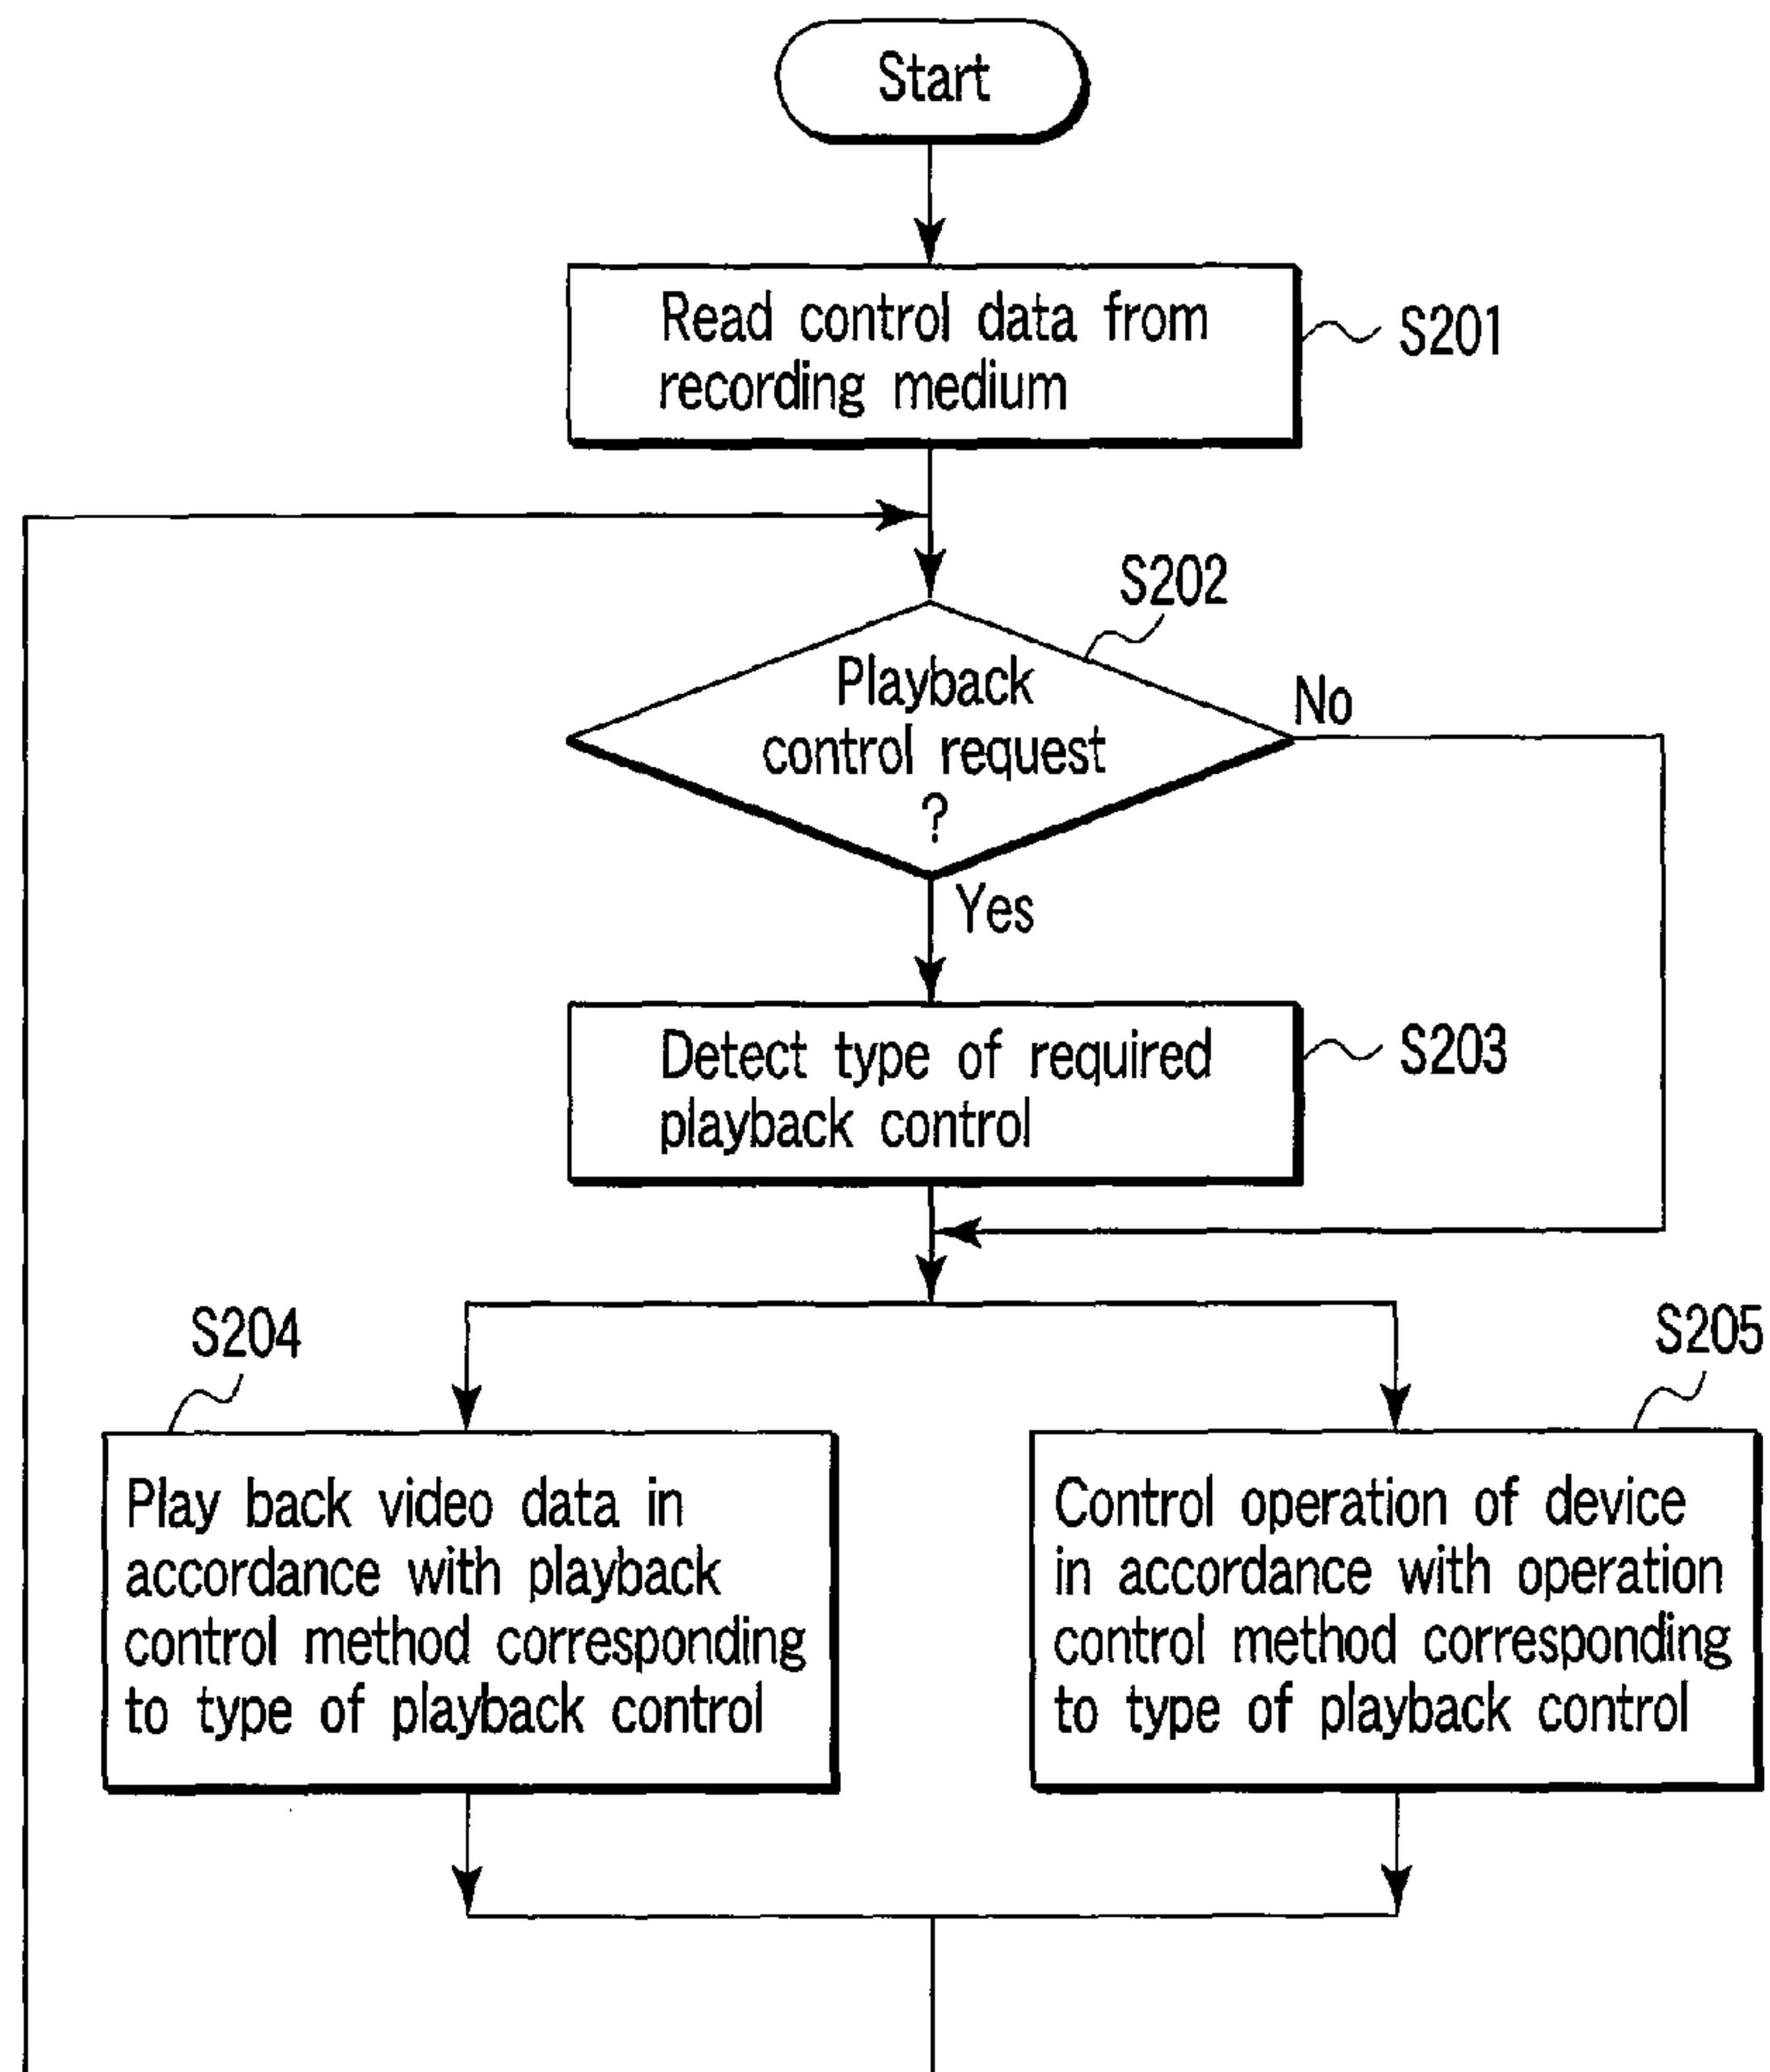 Start
Read control data from
recording medium
S201
S202
Playback
control request
?
No
Yes
Detect type of required
playback control
S203
S204
S205
Play back video data in
accordance with playback
control method corresponding
to type of playback control
Control operation of device
in accordance with operation
control method corresponding
to type of playback control